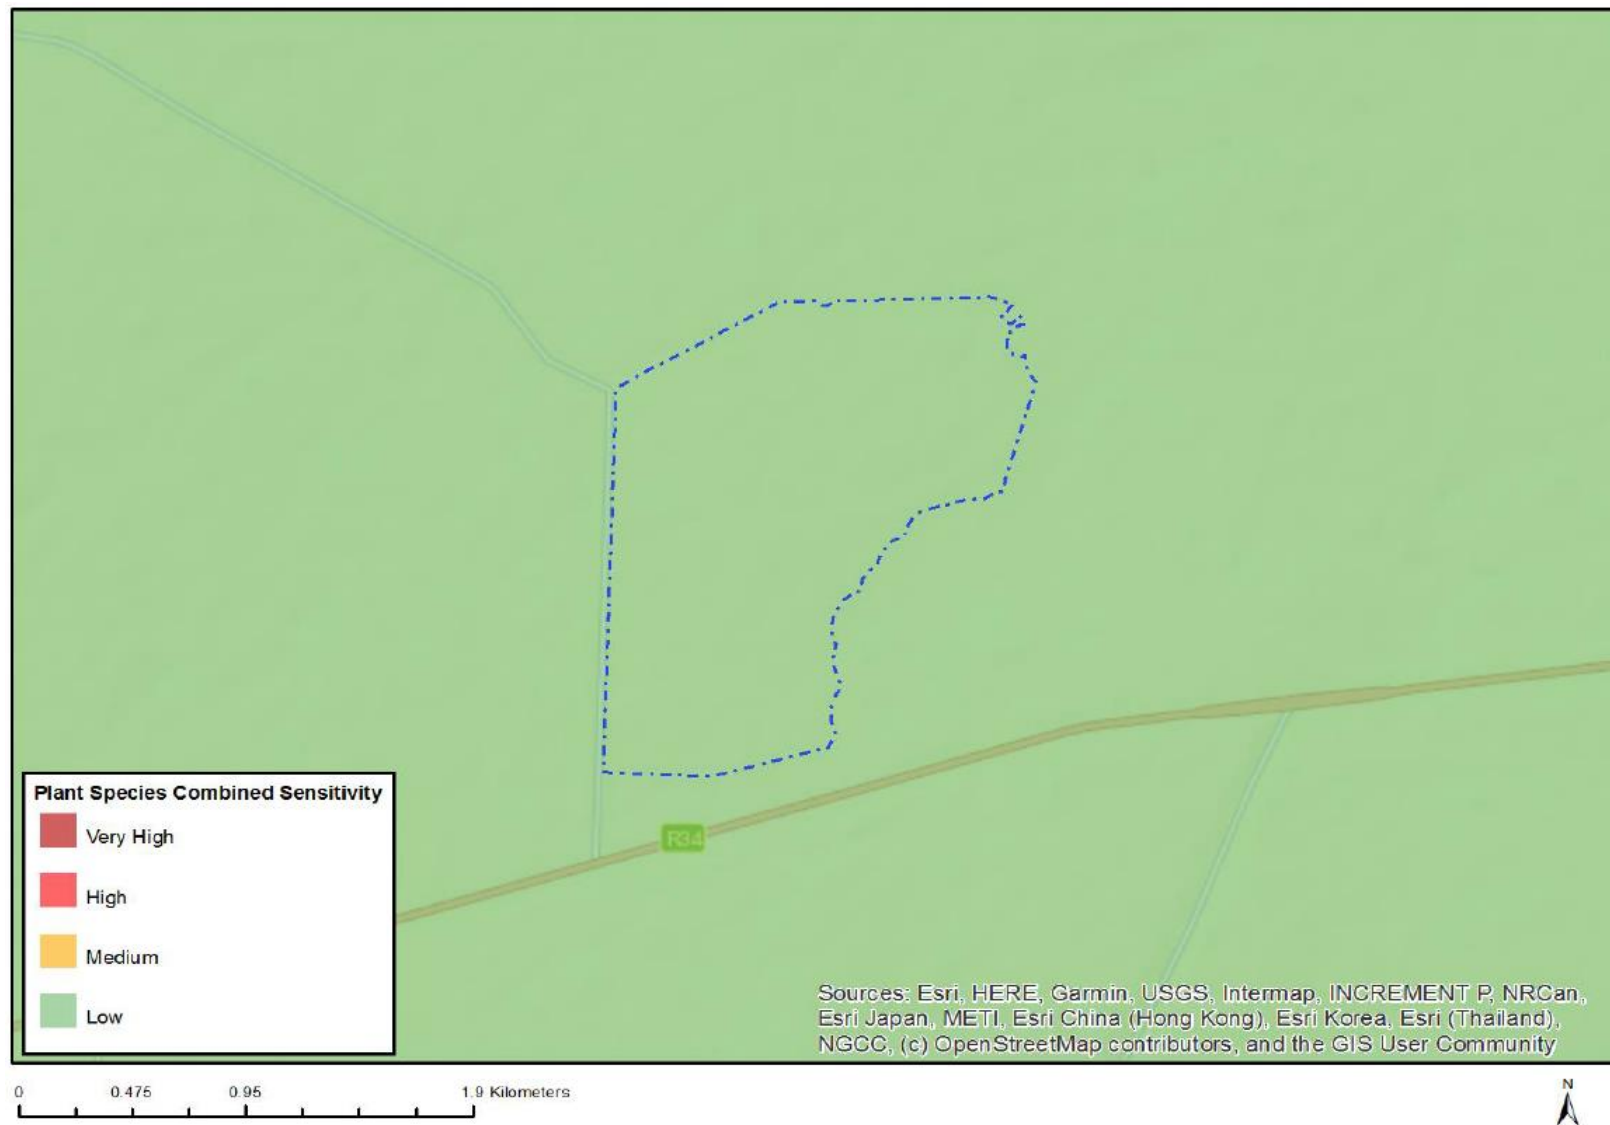 R34
Plant Species Combined Sensitivity
Very High
High
Medium
Low
Sources: Esri, HERE, Garmin, USGS, Intermap, INCREMENT P, NRCan,
Esri Japan, METI, Esri China (Hong Kong), Esri Korea, Esri (Thailand),
NGCC, (c) OpenStreetMap contributors, and the GIS User Community
0 0.475 0.95 1.9 Kilometers
N